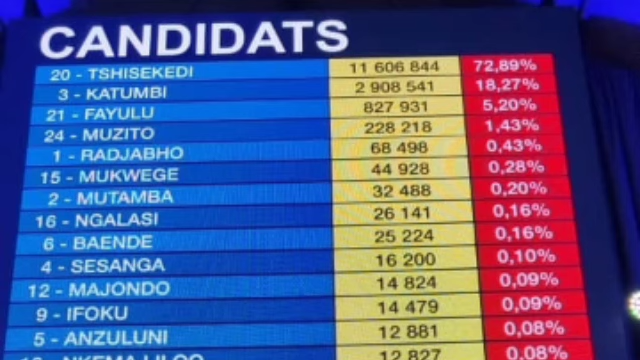 CANDIDATS
20 - TSHISEKEDI 11 606 844 72,89%
3 - KATUMBI 2 908 541 18,27%
21 - FAYULU 827 931 5,20%
24 - MUZITO 228 218 1,43%
1 - RADJABHO 68 498 0,43%
15 - MUKWEGE 44 928 0,28%
2 - MUTAMBA 32 488 0,20%
16 - NGALASI 26 141 0,16%
6 - BAENDE 25 224 0,16%
4 - SESANGA 16 200 0,10%
12 - MAJONDO 14 824 0,09%
9 - IFOKU 14 479 0,09%
5 - ANZULUNI 12 881 0,08%
12 827 0,08%